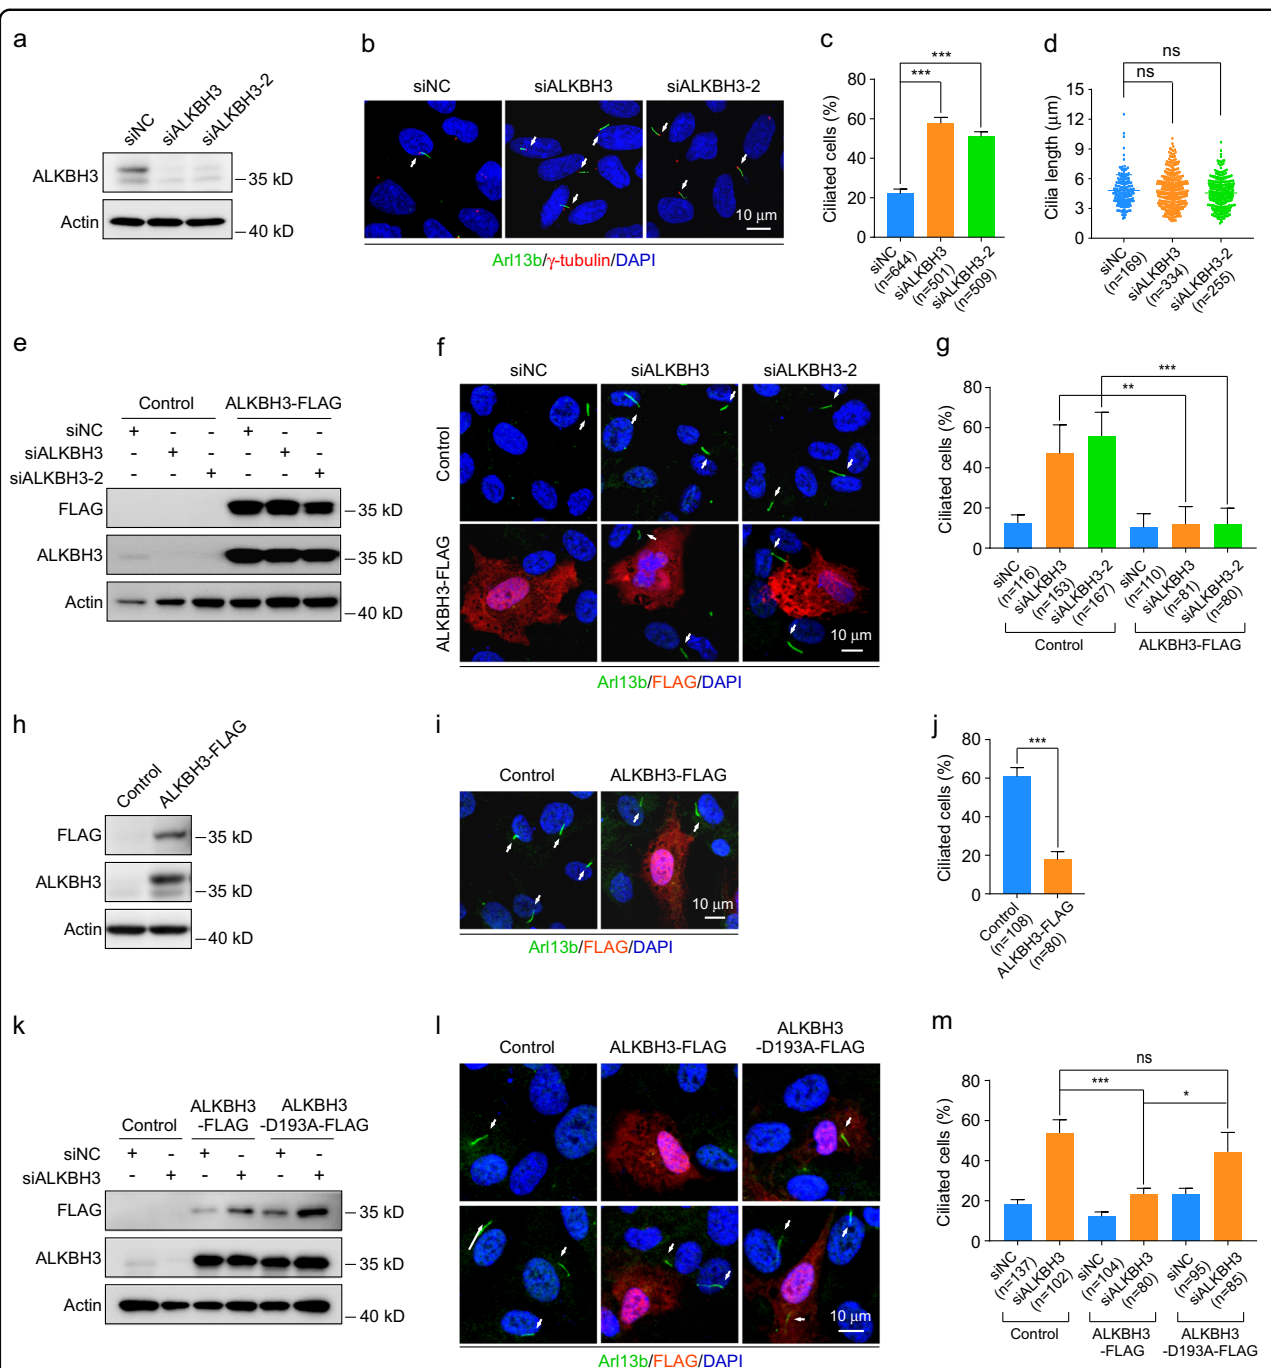 a
siNC
siALKBH3
siALKBH3-2
ALKBH3
35 kD
Actin
40 kD
b
siNC
siALKBH3
siALKBH3-2
10 μm
Arl13b/γ-tubulin/DAPI
c
***
***
Ciliated cells (%)
80
60
40
20
0
siNC
(n=644)
siALKBH3
(n=501)
siALKBH3-2
(n=509)
d
ns
ns
Cilia length (μm)
15
12
9
6
3
0
siNC
(n=169)
siALKBH3
(n=334)
siALKBH3-2
(n=255)
e
Control
ALKBH3-FLAG
siNC + - - + - -
siALKBH3 - + - - + -
siALKBH3-2 - - + - - +
FLAG
35 kD
ALKBH3
35 kD
Actin
40 kD
f
siNC
siALKBH3
siALKBH3-2
Control
ALKBH3-FLAG
10 μm
Arl13b/FLAG/DAPI
g
***
**
Ciliated cells (%)
80
60
40
20
0
siNC
(n=116)
siALKBH3
(n=153)
siALKBH3-2
(n=167)
siNC
(n=110)
siALKBH3
(n=81)
siALKBH3-2
(n=80)
Control
ALKBH3-FLAG
h
Control
ALKBH3-FLAG
FLAG
35 kD
ALKBH3
35 kD
Actin
40 kD
i
Control
ALKBH3-FLAG
10 μm
Arl13b/FLAG/DAPI
j
***
Ciliated cells (%)
80
60
40
20
0
Control
(n=108)
ALKBH3-FLAG
(n=80)
k
Control
ALKBH3
-FLAG
ALKBH3
-D193A-FLAG
siNC + - + - + -
siALKBH3 - + - + - +
FLAG
35 kD
ALKBH3
35 kD
Actin
40 kD
l
Control
ALKBH3-FLAG
ALKBH3
-D193A-FLAG
10 μm
Arl13b/FLAG/DAPI
m
ns
***
*
Ciliated cells (%)
80
60
40
20
0
siNC
(n=137)
siALKBH3
(n=102)
siNC
(n=104)
siALKBH3
(n=80)
siNC
(n=95)
siALKBH3
(n=85)
Control
ALKBH3
-FLAG
ALKBH3
-D193A-FLAG